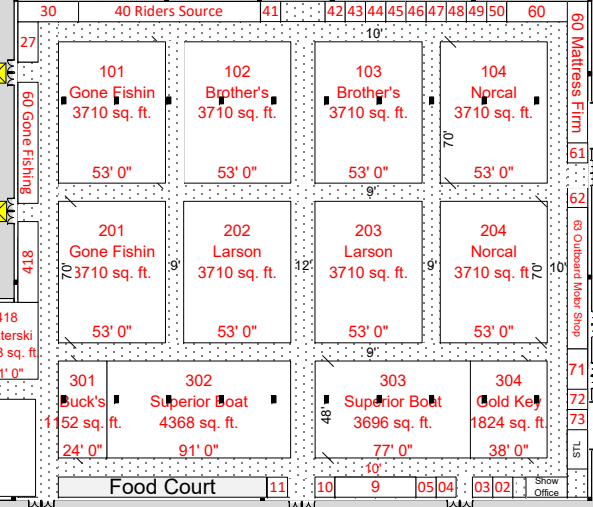 30
40 Riders Source
41
42
43
44
45
46
47
48
49
50
60
60 Mattress Firm
10'
27
60 Gone Fishing
101
Gone Fishin
3710 sq. ft.
53' 0"
102
Brother's
3710 sq. ft.
53' 0"
103
Brother's
3710 sq. ft.
53' 0"
70'
104
Norcal
3710 sq. ft.
53' 0"
61
9'
62
63 Outboard Motor Shop
418
70'
201
Gone Fishin
3710 sq. ft.
53' 0"
9'
202
Larson
3710 sq. ft.
53' 0"
12'
203
Larson
3710 sq. ft.
53' 0"
9'
204
Norcal
3710 sq ft
53' 0"
70'
10'
418
terski
sq. ft.
9'
71
301
Buck's
1152 sq. ft.
24' 0"
302
Superior Boat
4368 sq. ft.
91' 0"
48'
303
Superior Boat
3696 sq. ft.
77' 0"
304
Gold Key
1824 sq. ft.
38' 0"
72
73
STL
10'
Food Court
11
10
9
05
04
03
02
Show
Office